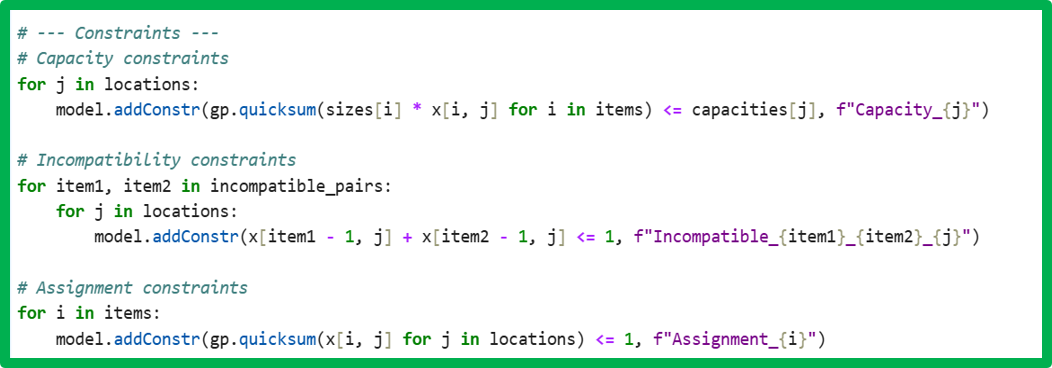 # --- Constraints ---
# Capacity constraints
for j in locations:
    model.addConstr(gp.quicksum(sizes[i] * x[i, j] for i in items) <= capacities[j], f"Capacity_{j}")

# Incompatibility constraints
for item1, item2 in incompatible_pairs:
    for j in locations:
        model.addConstr(x[item1 - 1, j] + x[item2 - 1, j] <= 1, f"Incompatible_{item1}_{item2}_{j}")

# Assignment constraints
for i in items:
    model.addConstr(gp.quicksum(x[i, j] for j in locations) <= 1, f"Assignment_{i}")